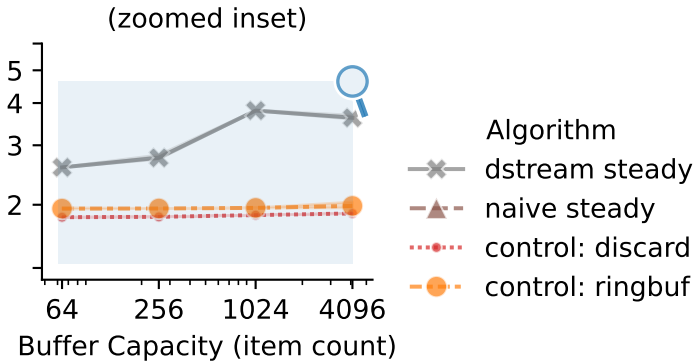 (zoomed inset)
5
4
3
2
64 256 1024 4096
Buffer Capacity (item count)
Algorithm
dstream steady
naive steady
control: discard
control: ringbuf